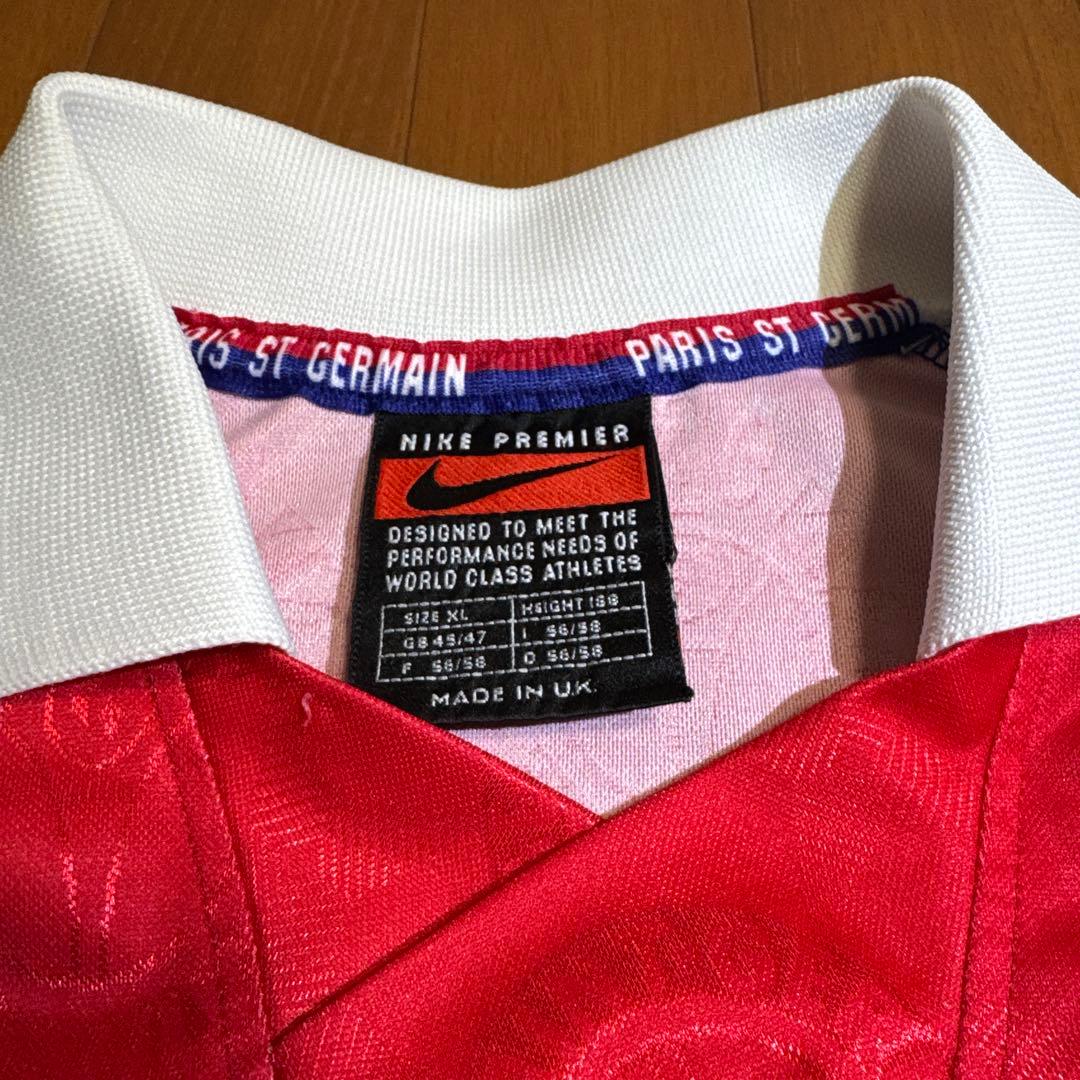 ST GERMAIN
PARIS ST GERM
NIKE PREMIER
DESIGNED TO MEET THE
PERFORMANCE NEEDS OF
WORLD CLASS ATHLETES
SIZE XL
HEIGHT 188
GB 45/47
I 56/58
F 56/58
D 56/58
MADE IN U.K.